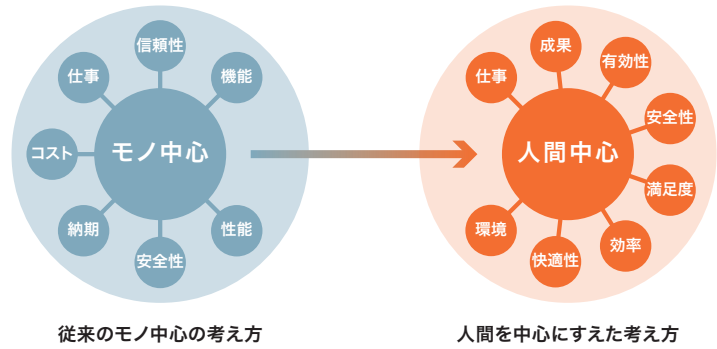 信頼性
仕事
機能
コスト
モノ中心
納期
性能
安全性
従来のモノ中心の考え方
成果
仕事
有効性
安全性
人間中心
満足度
環境
効率
快適性
人間を中心にすえた考え方